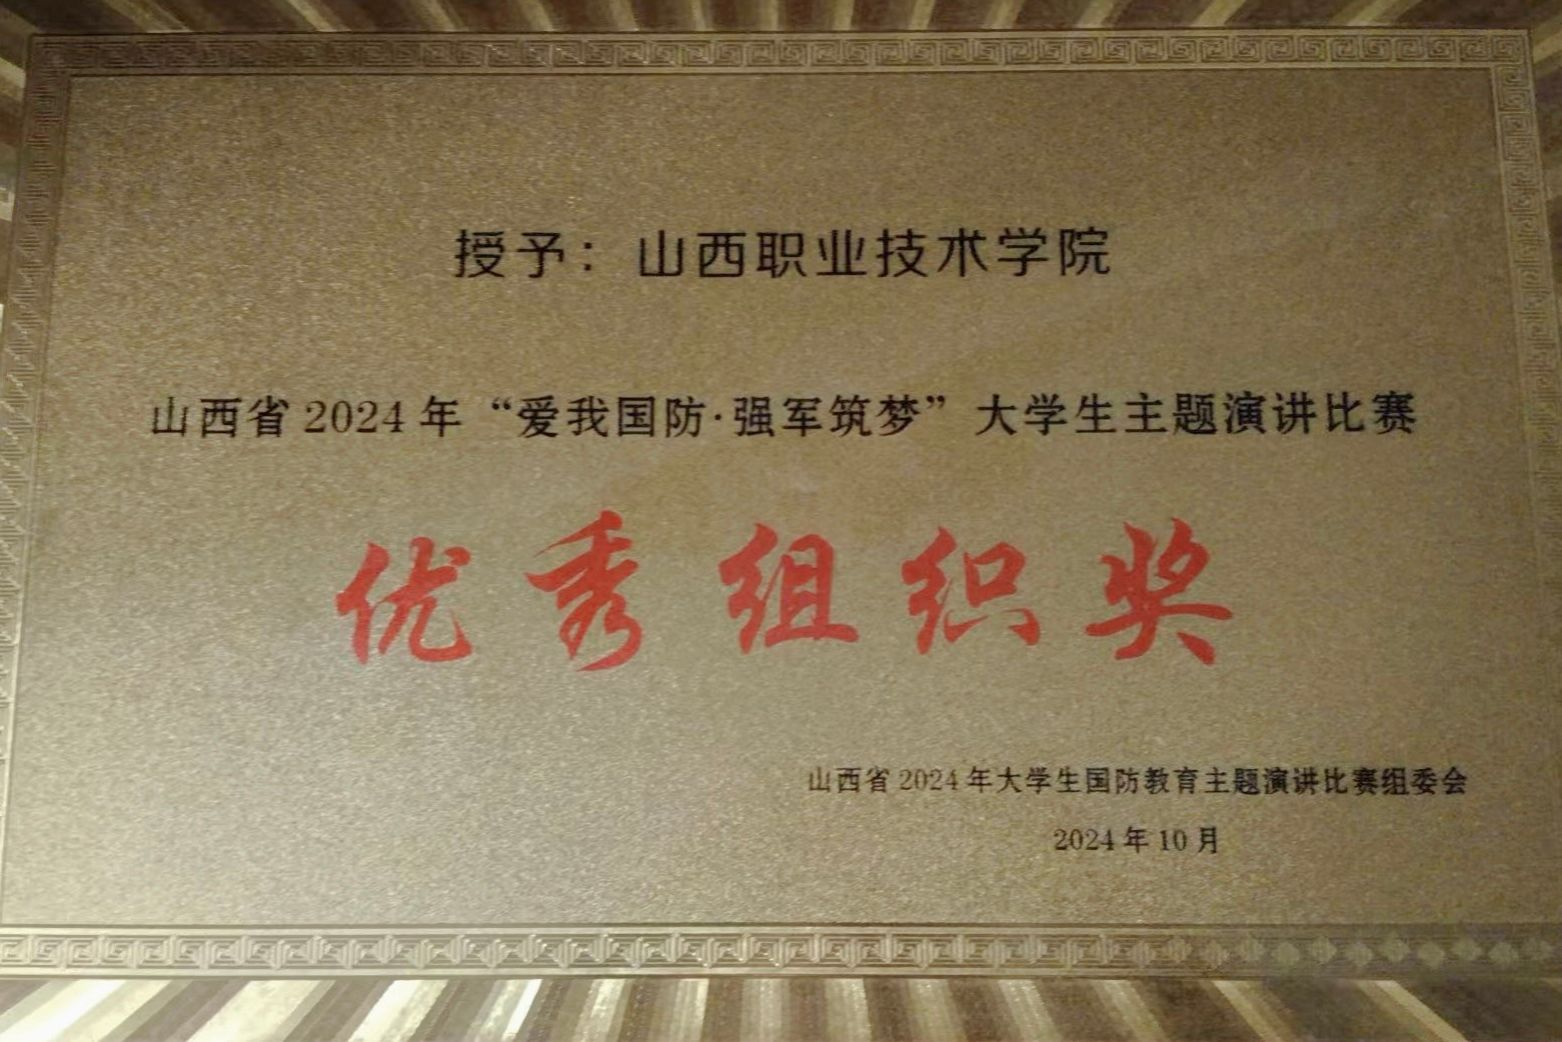 授予：山西职业技术学院
山西省2024年“爱我国防·强军筑梦”大学生主题演讲比赛
优秀组织奖
山西省2024年大学生国防教育主题演讲比赛组委会
2024年10月